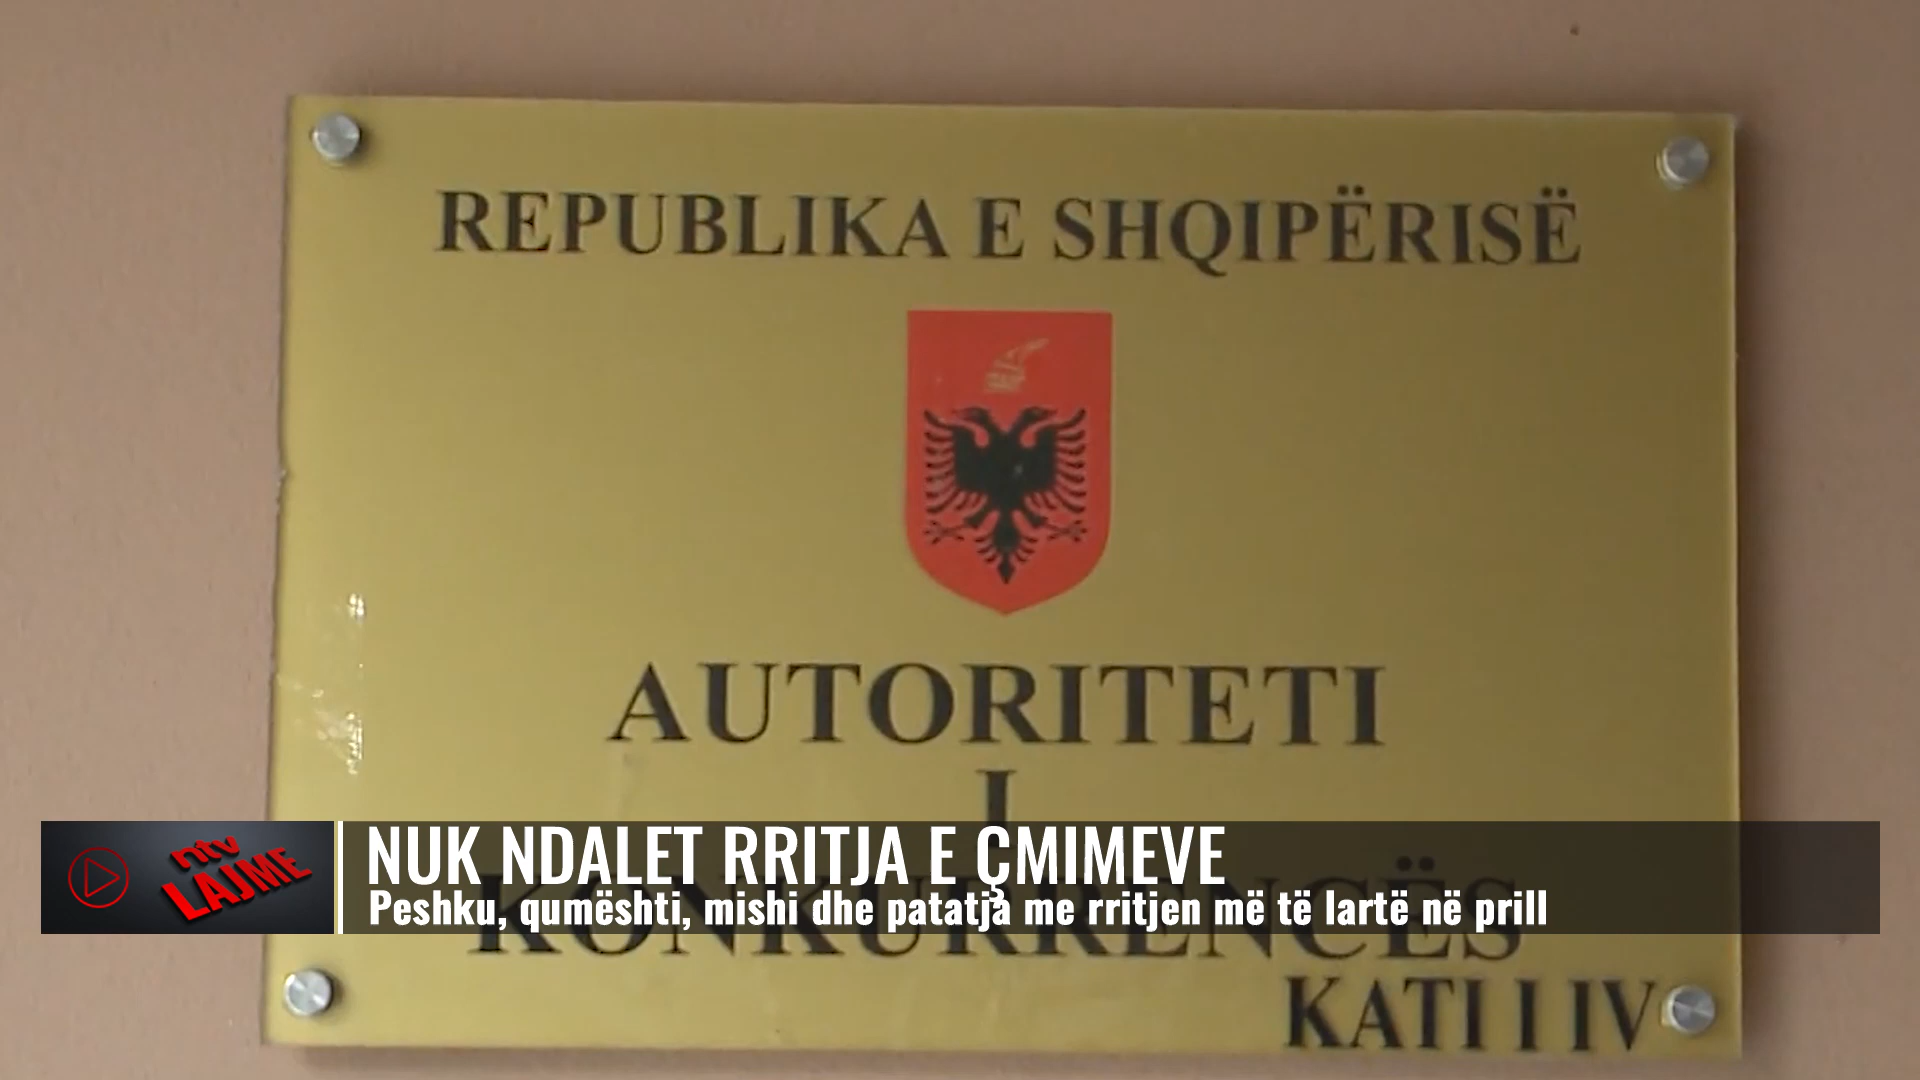 REPUBLIKA E SHQIPËRISË
AUTORITETI
I
KONKURRENCËS
KATI I IV
ntv
LAJME
NUK NDALET RRITJA E ÇMIMEVE
Peshku, qumështi, mishi dhe patatja me rritjen më të lartë në prill